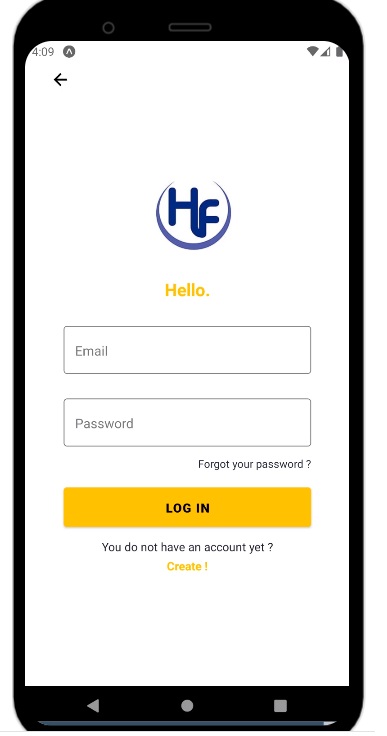 4:09
Hf
Hello.
Email
Password
Forgot your password ?
LOG IN
You do not have an account yet ?
Create !